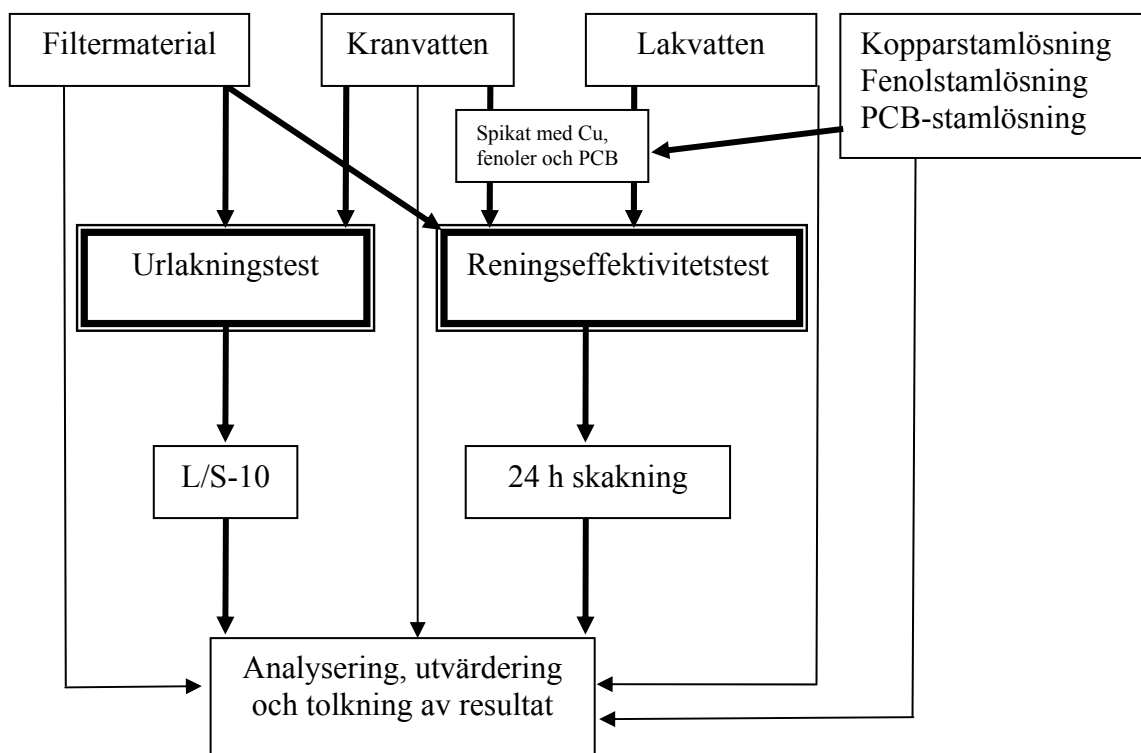 Filtermaterial
Kranvatten
Lakvatten
Kopparstamlösning
Fenolstamlösning
PCB-stamlösning
Spikat med Cu,
fenoler och PCB
Urlakningstest
Reningseffektivitetstest
L/S-10
24 h skakning
Analysering, utvärdering
och tolkning av resultat